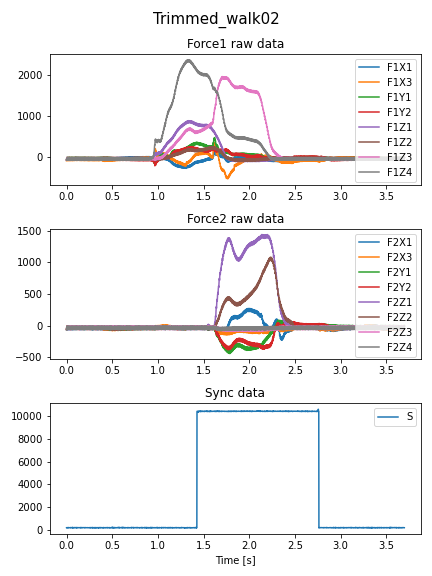 Trimmed_walk02
Force1 raw data
2000
1000
0
F1X1
F1X3
F1Y1
F1Y2
F1Z1
F1Z2
F1Z3
F1Z4
0.0 0.5 1.0 1.5 2.0 2.5 3.0 3.5
Force2 raw data
1500
1000
500
0
−500
F2X1
F2X3
F2Y1
F2Y2
F2Z1
F2Z2
F2Z3
F2Z4
0.0 0.5 1.0 1.5 2.0 2.5 3.0 3.5
Sync data
10000
8000
6000
4000
2000
0
S
0.0 0.5 1.0 1.5 2.0 2.5 3.0 3.5
Time [s]